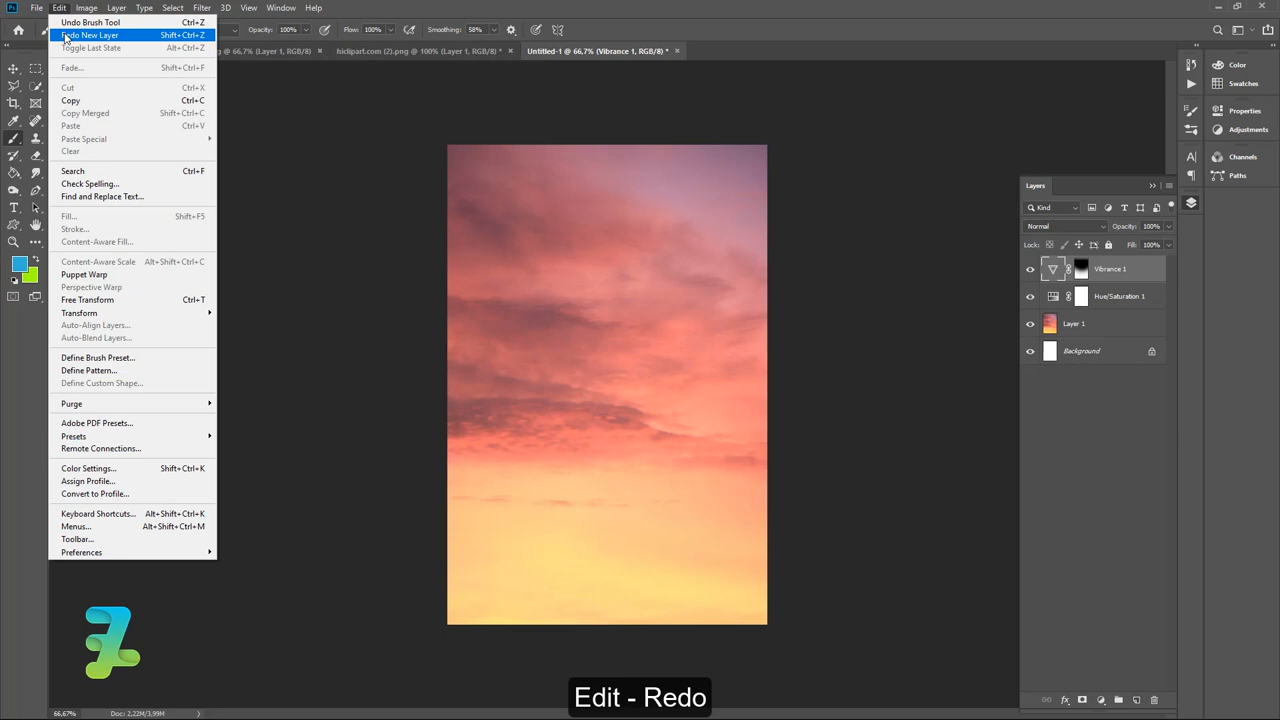 Ps File Edit Image Layer Type Select Filter 3D View Window Help
Opacity: 100% Flow: 100% Smoothing: 58%
g @ 66,7% (Layer 1, RGB/8) × hiclipart.com (2).png @ 100% (Layer 1, RGB/8) * × Untitled-1 @ 66,7% (Vibrance 1, RGB/8) * ×
Undo Brush Tool Ctrl+Z
Redo New Layer Shift+Ctrl+Z
Toggle Last State Alt+Ctrl+Z
Fade... Shift+Ctrl+F
Cut Ctrl+X
Copy Ctrl+C
Copy Merged Shift+Ctrl+C
Paste Ctrl+V
Paste Special
Clear
Search Ctrl+F
Check Spelling...
Find and Replace Text...
Fill... Shift+F5
Stroke...
Content-Aware Fill...
Content-Aware Scale Alt+Shift+Ctrl+C
Puppet Warp
Perspective Warp
Free Transform Ctrl+T
Transform
Auto-Align Layers...
Auto-Blend Layers...
Define Brush Preset...
Define Pattern...
Define Custom Shape...
Purge
Adobe PDF Presets...
Presets
Remote Connections...
Color Settings... Shift+Ctrl+K
Assign Profile...
Convert to Profile...
Keyboard Shortcuts... Alt+Shift+Ctrl+K
Menus... Alt+Shift+Ctrl+M
Toolbar...
Preferences
Color
Swatches
Properties
Adjustments
Channels
Paths
Layers
Kind
Normal Opacity: 100%
Lock: Fill: 100%
Vibrance 1
Hue/Saturation 1
Layer 1
Background
Edit - Redo
66,67% Doc: 2,22M/3,99M